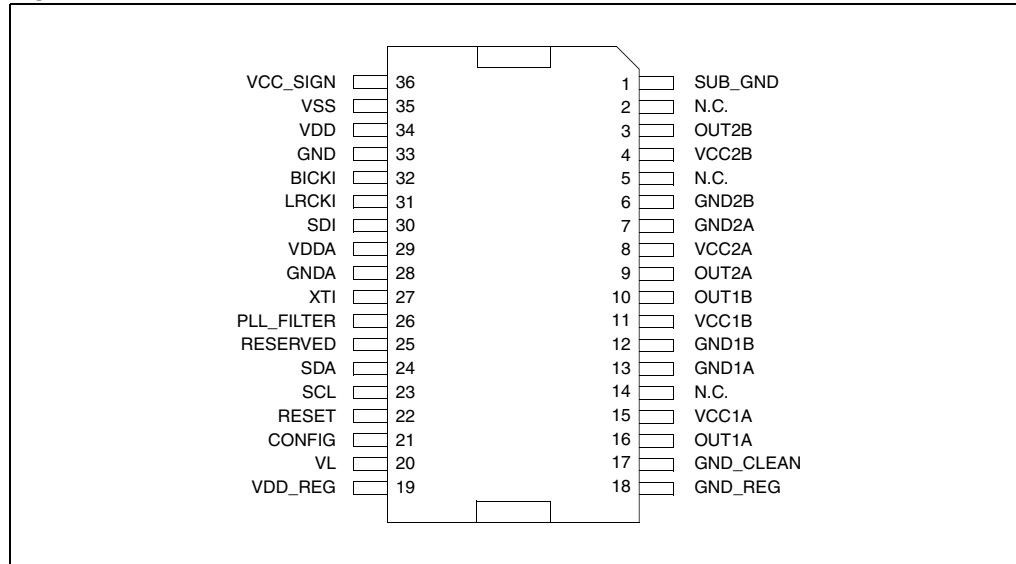 VCC_SIGN 36 1 SUB_GND
VSS 35 2 N.C.
VDD 34 3 OUT2B
GND 33 4 VCC2B
BICKI 32 5 N.C.
LRCKI 31 6 GND2B
SDI 30 7 GND2A
VDDA 29 8 VCC2A
GNDA 28 9 OUT2A
XTI 27 10 OUT1B
PLL_FILTER 26 11 VCC1B
RESERVED 25 12 GND1B
SDA 24 13 GND1A
SCL 23 14 N.C.
RESET 22 15 VCC1A
CONFIG 21 16 OUT1A
VL 20 17 GND_CLEAN
VDD_REG 19 18 GND_REG